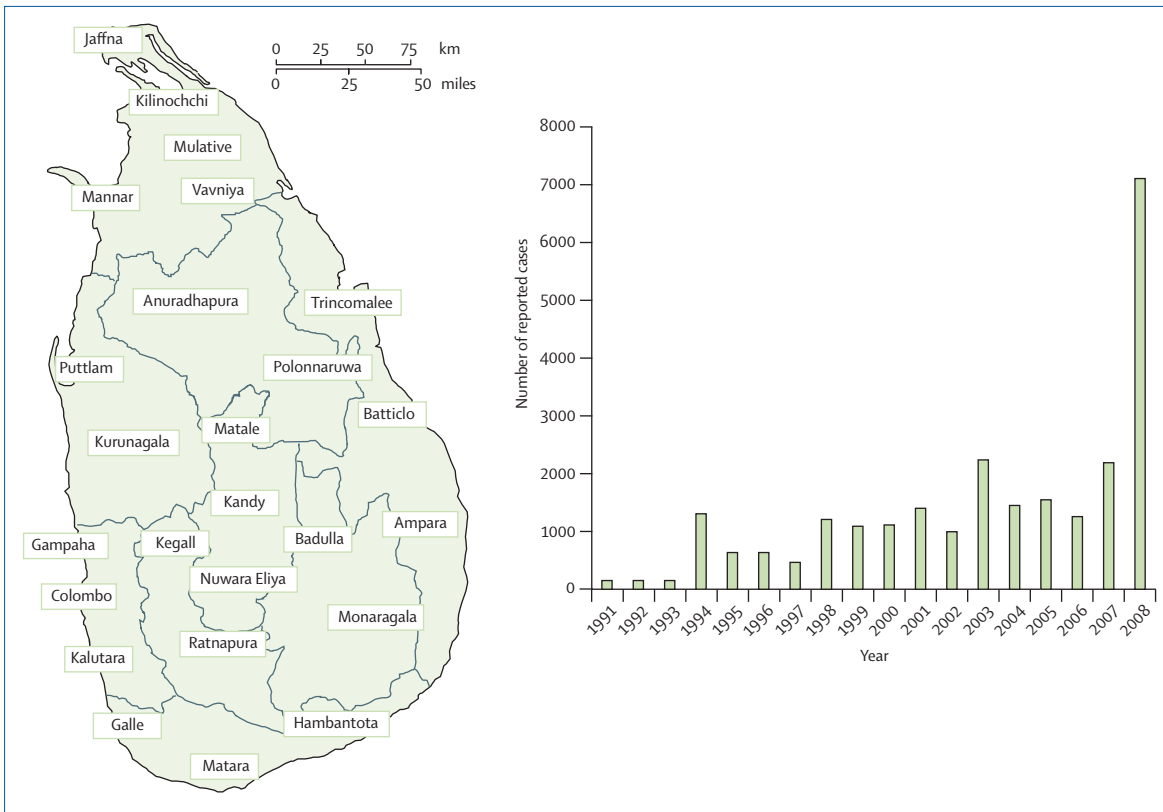 Jaffna
0 25 50 75 km
0 25 50 miles
Kilinochchi
Mulative
Vavniya
Mannar
Anuradhapura
Trincomalee
Puttlam
Polonnaruwa
Batticlo
Matale
Kurunagala
Kandy
Ampara
Gampaha
Kegall
Badulla
Nuwara Eliya
Colombo
Monaragala
Ratnapura
Kalutara
Galle
Hambantota
Matara
Number of reported cases
8000
7000
6000
5000
4000
3000
2000
1000
0
1991 1992 1993 1994 1995 1996 1997 1998 1999 2000 2001 2002 2003 2004 2005 2006 2007 2008
Year